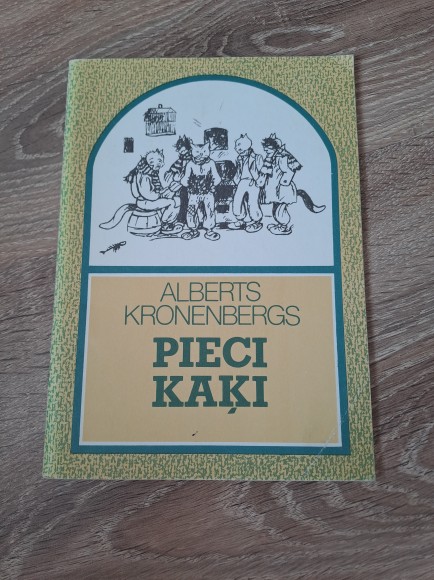 ALBERTS
KRONENBERGS
PIECI
KAĶI